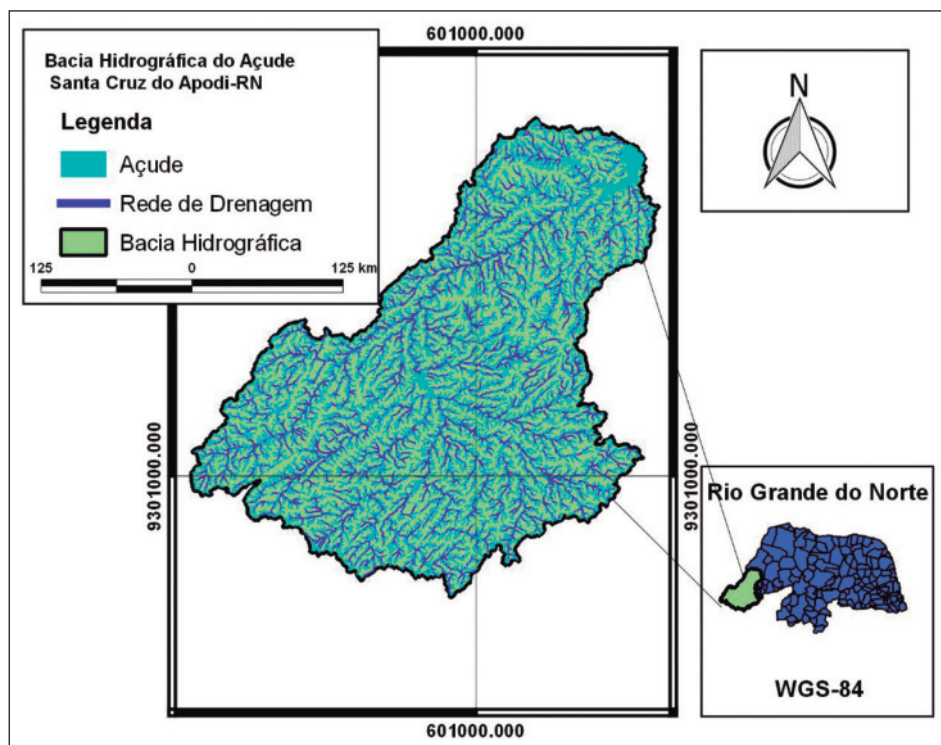 601000.000
Bacia Hidrográfica do Açude
Santa Cruz do Apodi-RN
Legenda
Açude
Rede de Drenagem
Bacia Hidrográfica
125 0 125 km
N
9301000.000
9301000.000
Rio Grande do Norte
WGS-84
601000.000